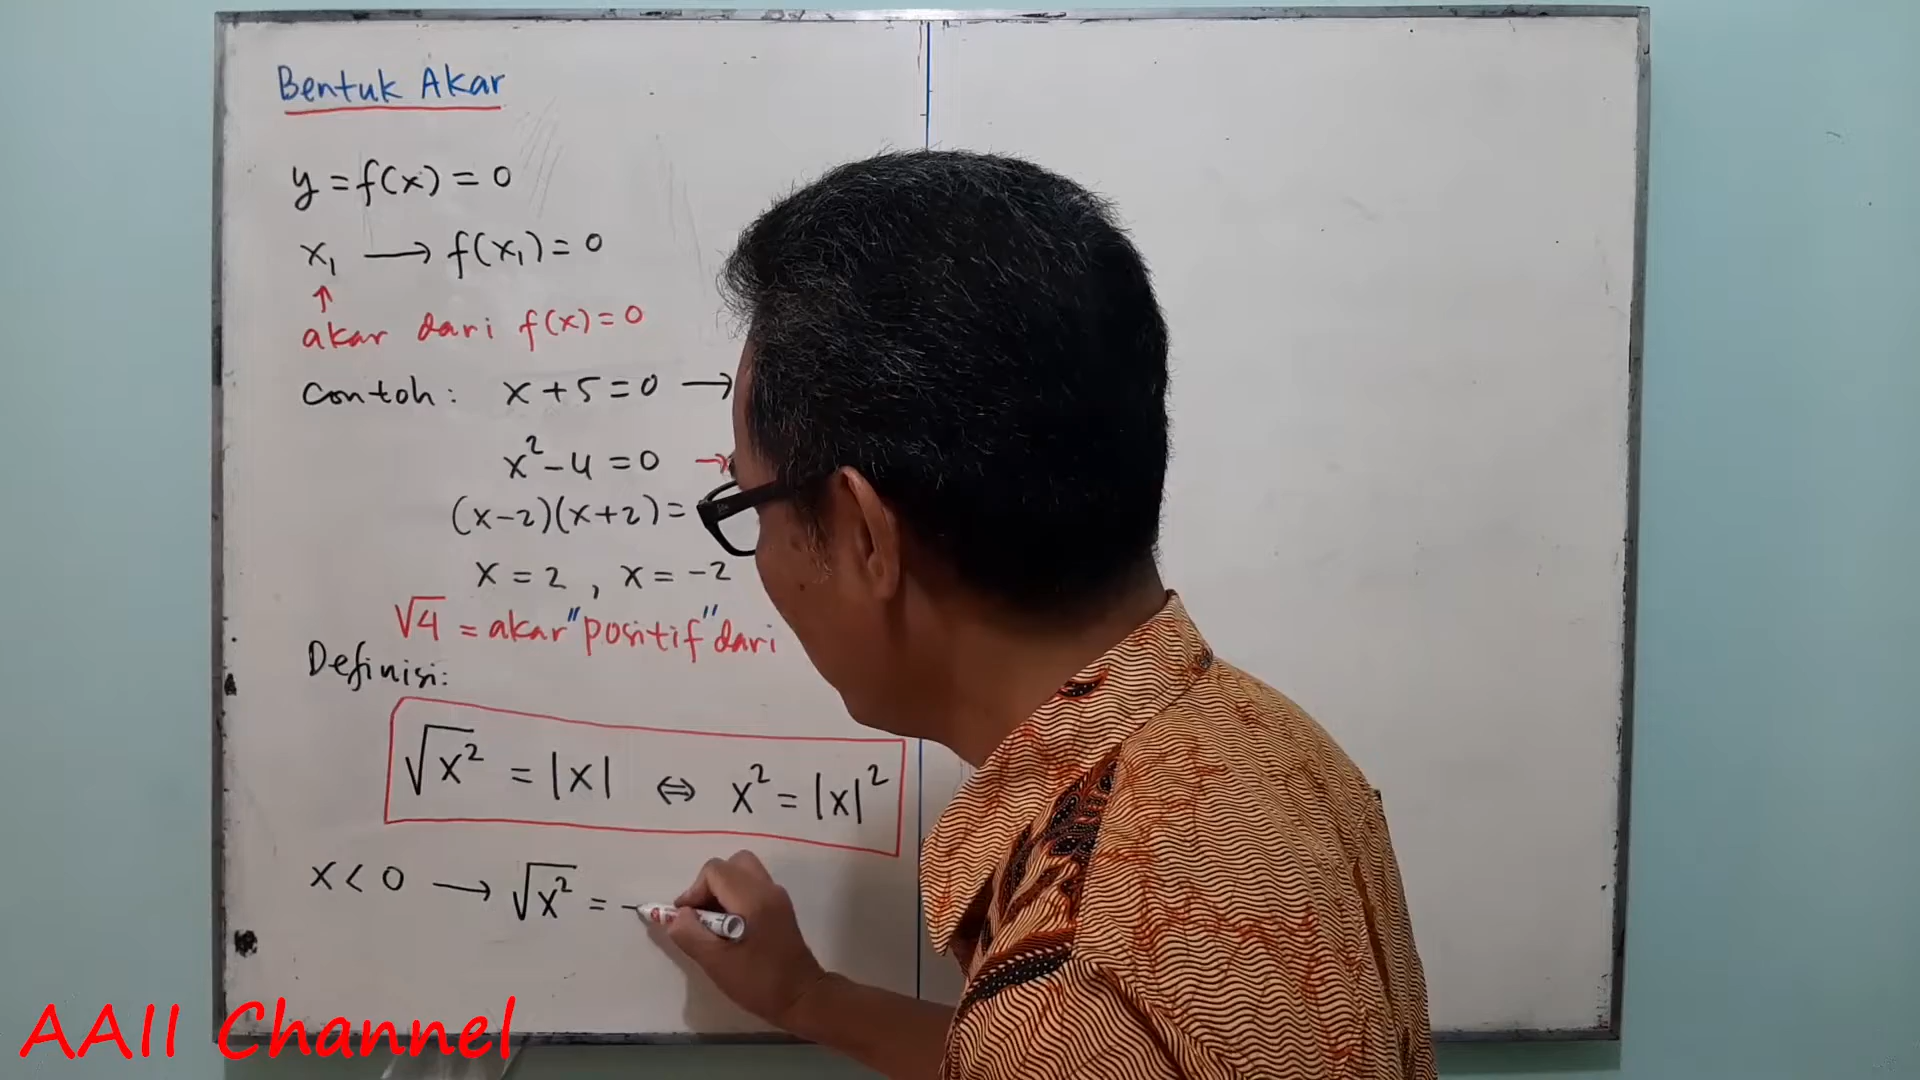 Bentuk Akar
y = f(x) = 0
x₁ → f(x₁) = 0
↑
akar dari f(x) = 0
Contoh : x + 5 = 0 →
x² - 4 = 0 →
(x-2)(x+2) =
x = 2 , x = -2
√4 = akar "positif" dari
Definisi:
√x² = |x| ⇔ x² = |x|²
x < 0 → √x² = -
AAII Channel